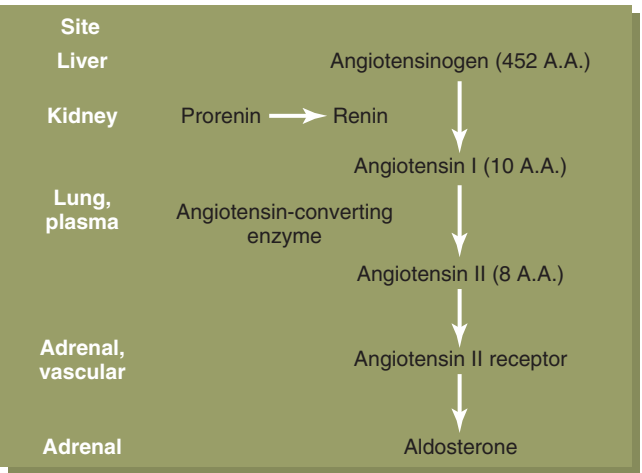 Site
Liver
Angiotensinogen (452 A.A.)
Kidney
Prorenin
Renin
Angiotensin I (10 A.A.)
Lung,
plasma
Angiotensin-converting
enzyme
Angiotensin II (8 A.A.)
Adrenal,
vascular
Angiotensin II receptor
Adrenal
Aldosterone